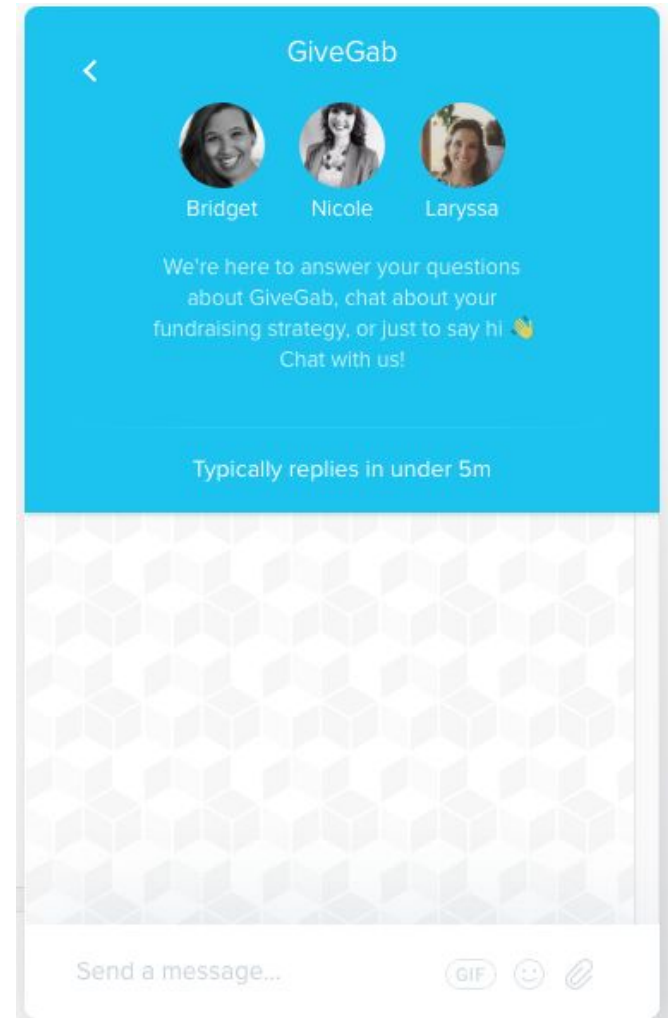 GiveGab
Bridget Nicole Laryssa
We're here to answer your questions
about GiveGab, chat about your
fundraising strategy, or just to say hi 👋
Chat with us!
Typically replies in under 5m
Send a message...
GIF